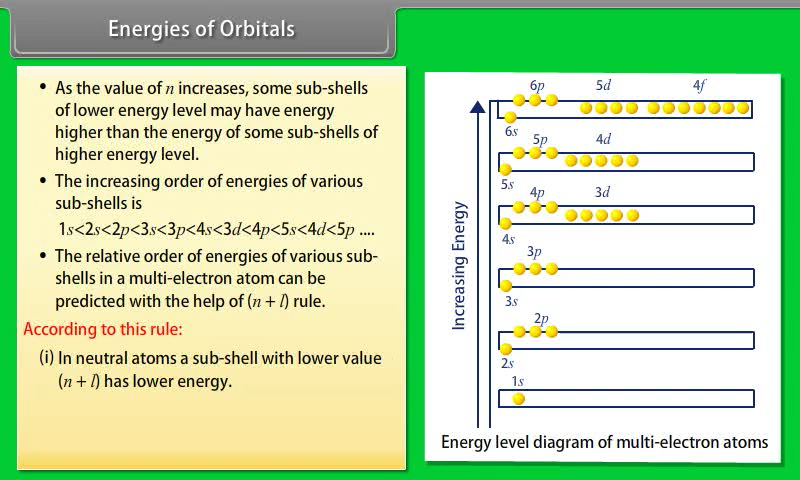 Energies of Orbitals
• As the value of n increases, some sub-shells
of lower energy level may have energy
higher than the energy of some sub-shells of
higher energy level.
• The increasing order of energies of various
sub-shells is
1s<2s<2p<3s<3p<4s<3d<4p<5s<4d<5p ....
• The relative order of energies of various sub-
shells in a multi-electron atom can be
predicted with the help of (n + l) rule.
According to this rule:
(i) In neutral atoms a sub-shell with lower value
(n + l) has lower energy.
6p 5d 4f
6s
5p 4d
5s
4p 3d
4s
3p
3s
2p
2s
1s
Increasing Energy
Energy level diagram of multi-electron atoms